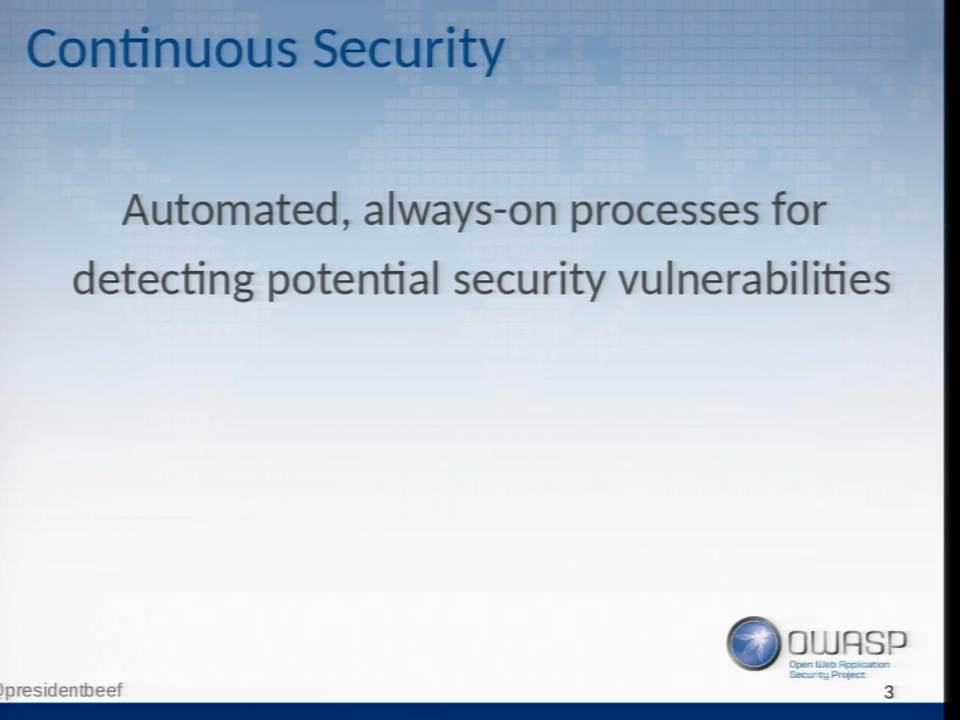 Continuous Security
Automated, always-on processes for
detecting potential security vulnerabilities
OWASP
Open Web Application
Security Project
@presidentbeef
3